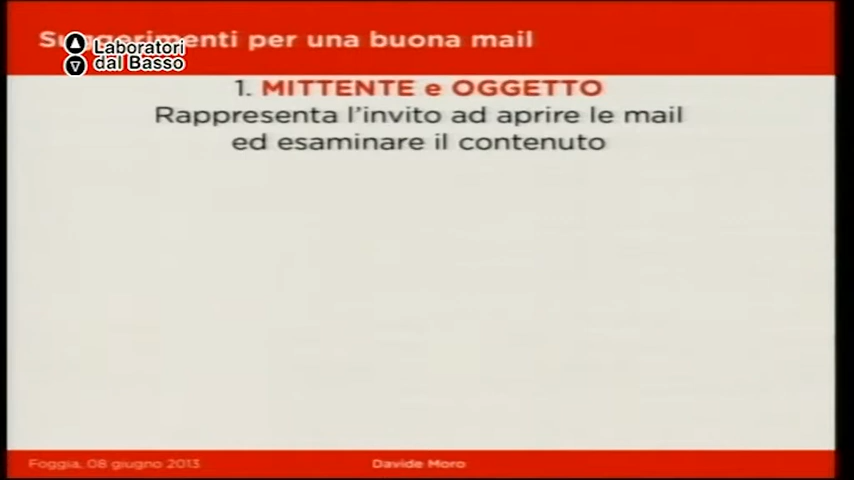 Suggerimenti per una buona mail
Laboratori
dal Basso
1. MITTENTE e OGGETTO
Rappresenta l'invito ad aprire le mail
ed esaminare il contenuto
Foggia, 08 giugno 2013
Davide Moro